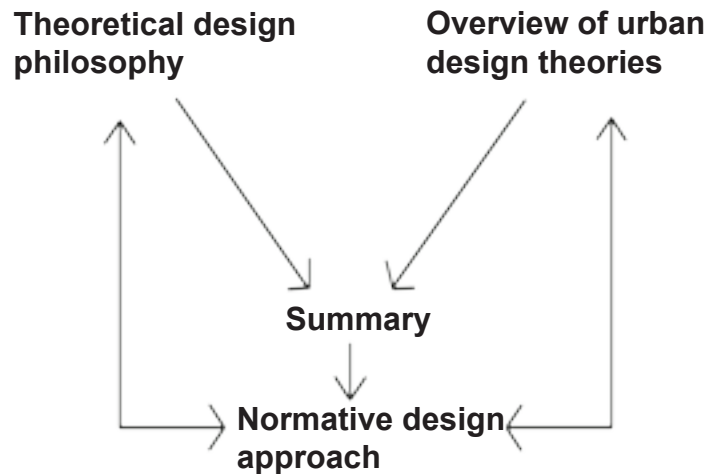 Theoretical design
philosophy
Overview of urban
design theories
Summary
Normative design
approach